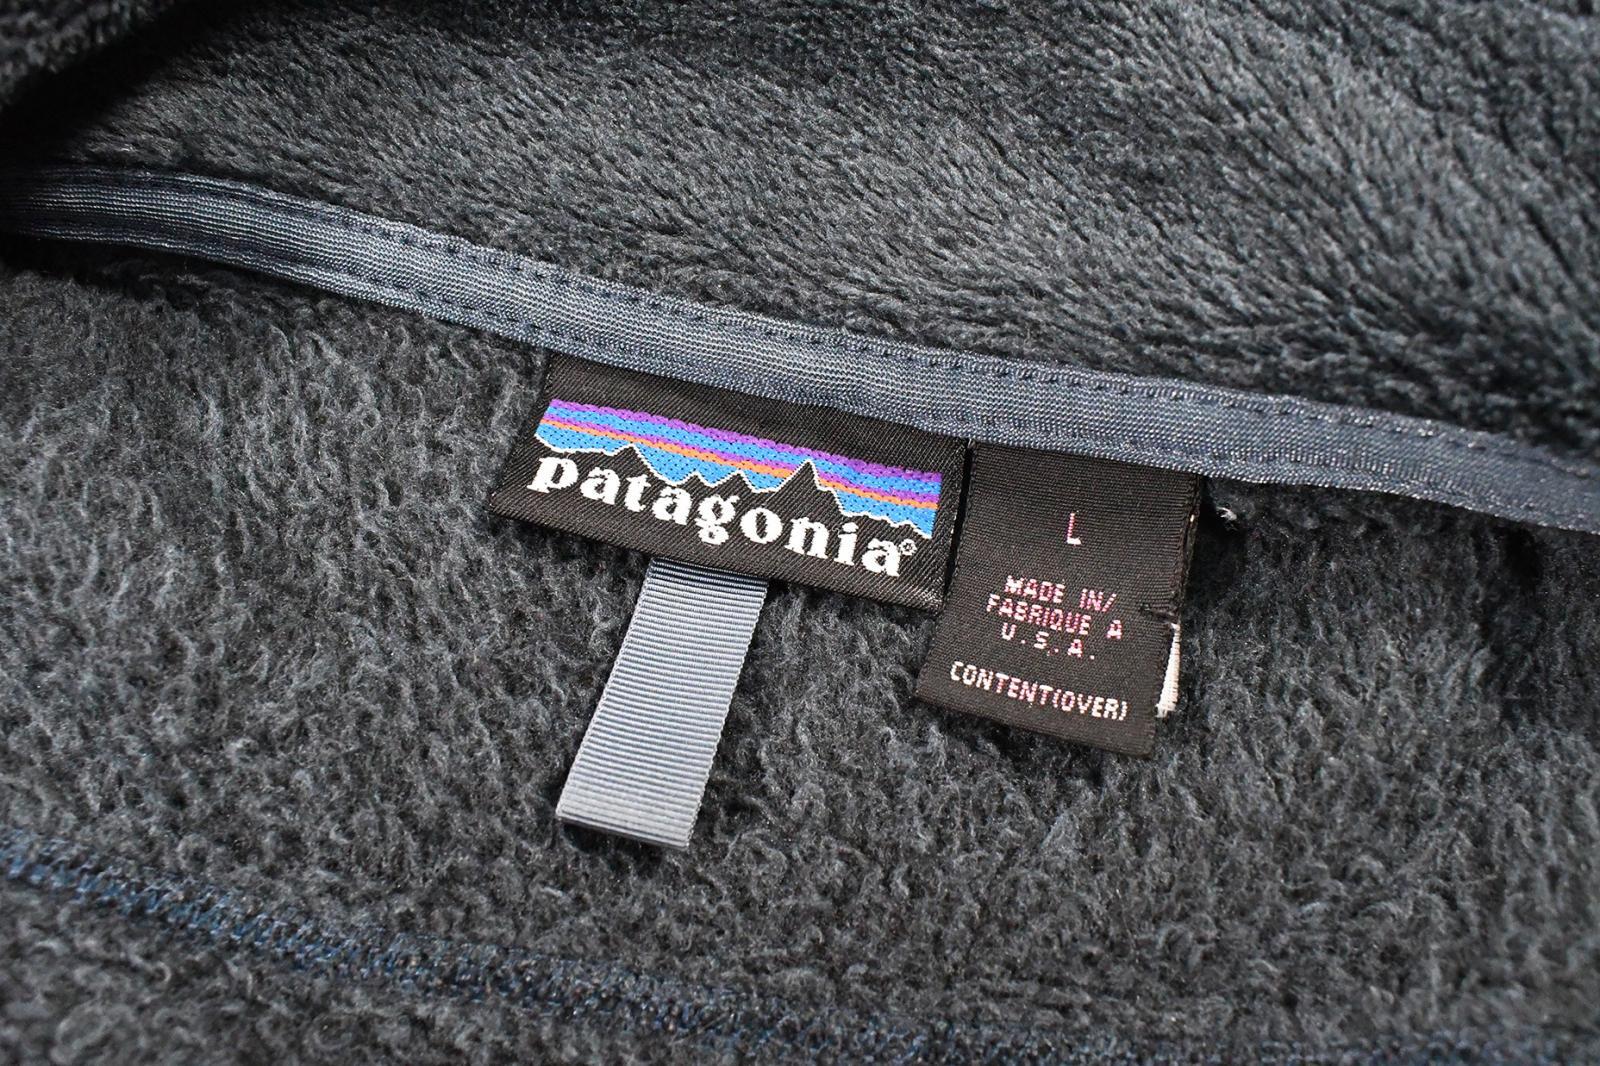 patagonia®
L
MADE IN/
FABRIQUE A
U.S.A.
CONTENT(OVER)